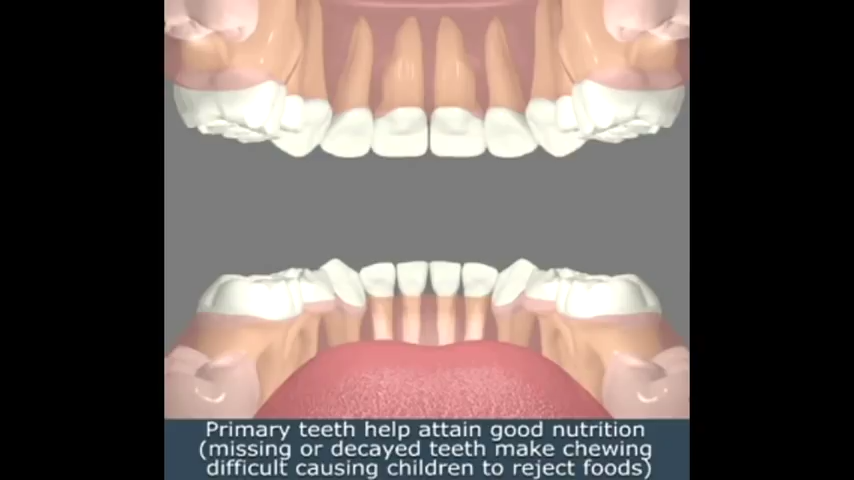 Primary teeth help attain good nutrition
(missing or decayed teeth make chewing
difficult causing children to reject foods)